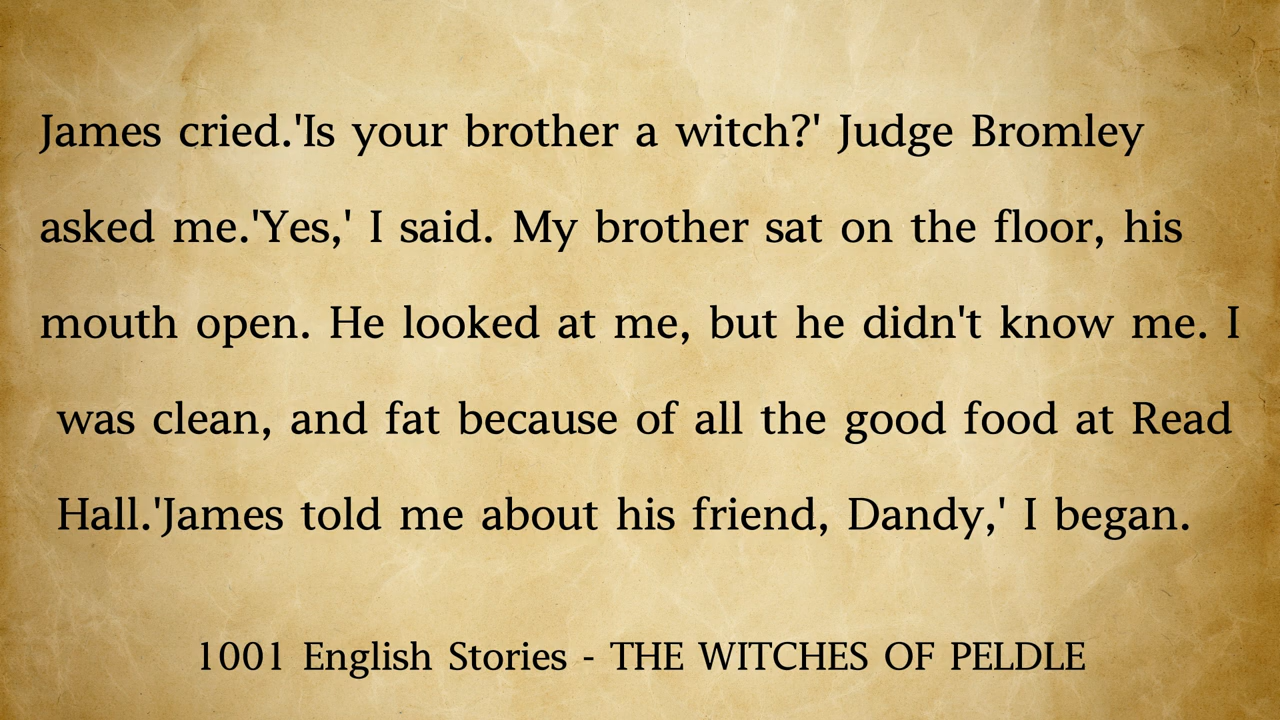 James cried.'Is your brother a witch?' Judge Bromley
asked me.'Yes,' I said. My brother sat on the floor, his
mouth open. He looked at me, but he didn't know me. I
was clean, and fat because of all the good food at Read
Hall.'James told me about his friend, Dandy,' I began.
1001 English Stories - THE WITCHES OF PELDLE